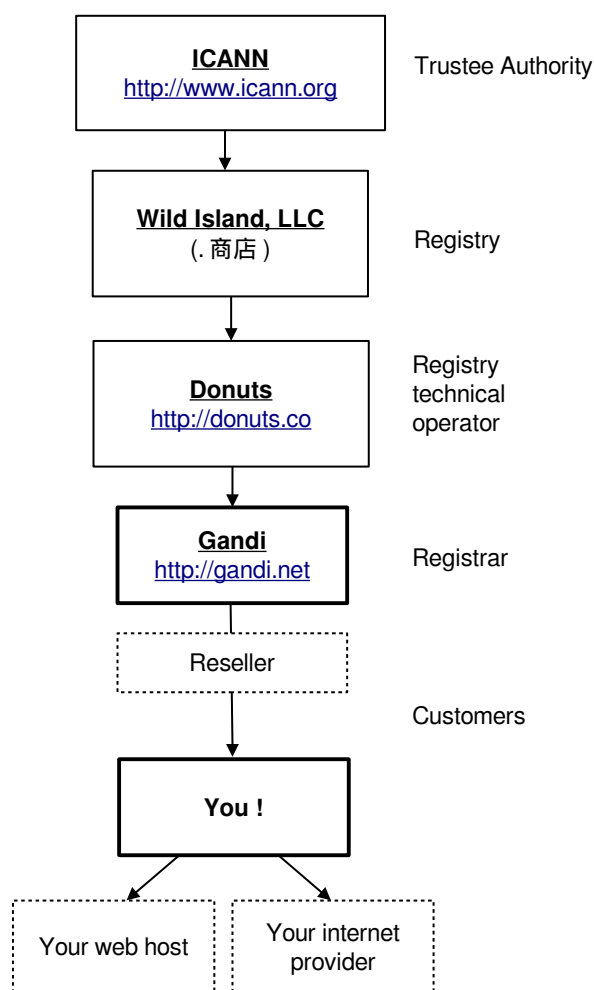 ICANN
http://www.icann.org
Trustee Authority
Wild Island, LLC
(. 商店 )
Registry
Donuts
http://donuts.co
Registry
technical
operator
Gandi
http://gandi.net
Registrar
Reseller
Customers
You !
Your web host
Your internet
provider